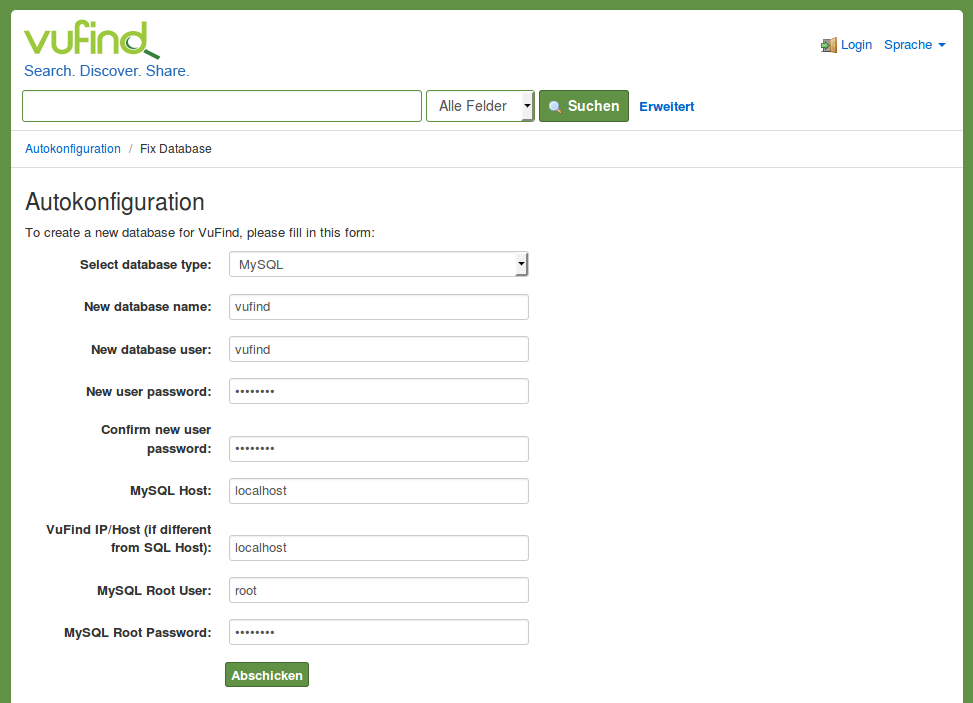 vufind
Search. Discover. Share.
Login Sprache
Alle Felder Suchen Erweitert
Autokonfiguration / Fix Database
Autokonfiguration
To create a new database for VuFind, please fill in this form:
Select database type: MySQL
New database name: vufind
New database user: vufind
New user password: ••••••••
Confirm new user
password: ••••••••
MySQL Host: localhost
VuFind IP/Host (if different
from SQL Host): localhost
MySQL Root User: root
MySQL Root Password: ••••••••
Abschicken